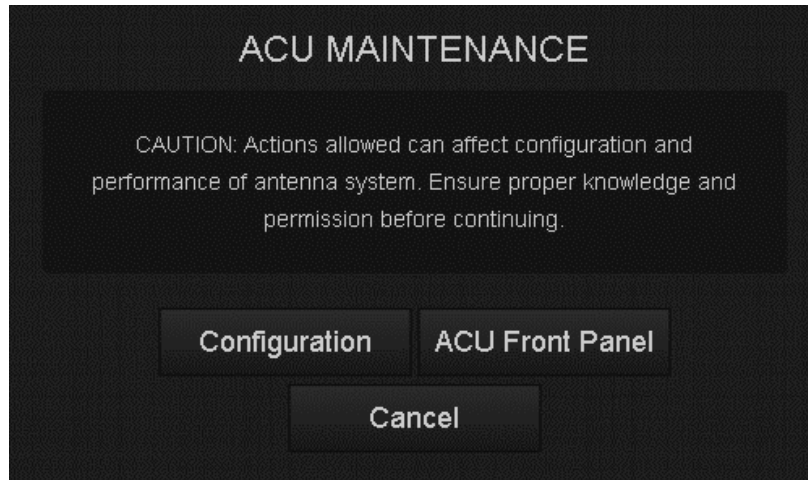 ACU MAINTENANCE
CAUTION: Actions allowed can affect configuration and
performance of antenna system. Ensure proper knowledge and
permission before continuing.
Configuration
ACU Front Panel
Cancel